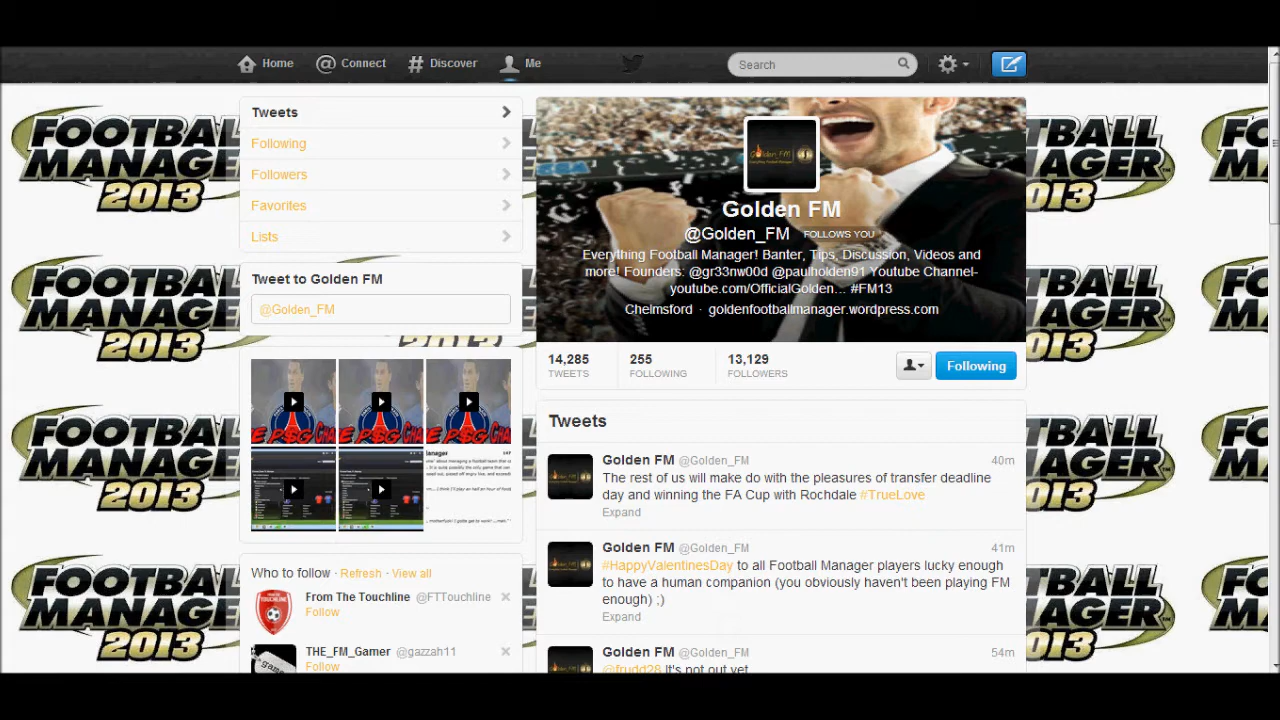 Home
Connect
Discover
Me
Search
Tweets
Following
Followers
Favorites
Lists
Tweet to Golden FM
@Golden_FM
Who to follow · Refresh · View all
From The Touchline @FTTouchline
Follow
THE_FM_Gamer @gazzah11
Follow
Golden FM
@Golden_FM FOLLOWS YOU
Everything Football Manager! Banter, Tips, Discussion, Videos and
more! Founders: @gr33nw00d @paulholden91 Youtube Channel-
youtube.com/OfficialGolden... #FM13
Chelmsford · goldenfootballmanager.wordpress.com
14,285 255 13,129
TWEETS FOLLOWING FOLLOWERS
Following
Tweets
Golden FM @Golden_FM 40m
The rest of us will make do with the pleasures of transfer deadline
day and winning the FA Cup with Rochdale #TrueLove
Expand
Golden FM @Golden_FM 41m
#HappyValentinesDay to all Football Manager players lucky enough
to have a human companion (you obviously haven't been playing FM
enough) ;)
Expand
Golden FM @Golden_FM 54m
@frudd28 It's not out yet
FOOTBALL
MANAGER
2013